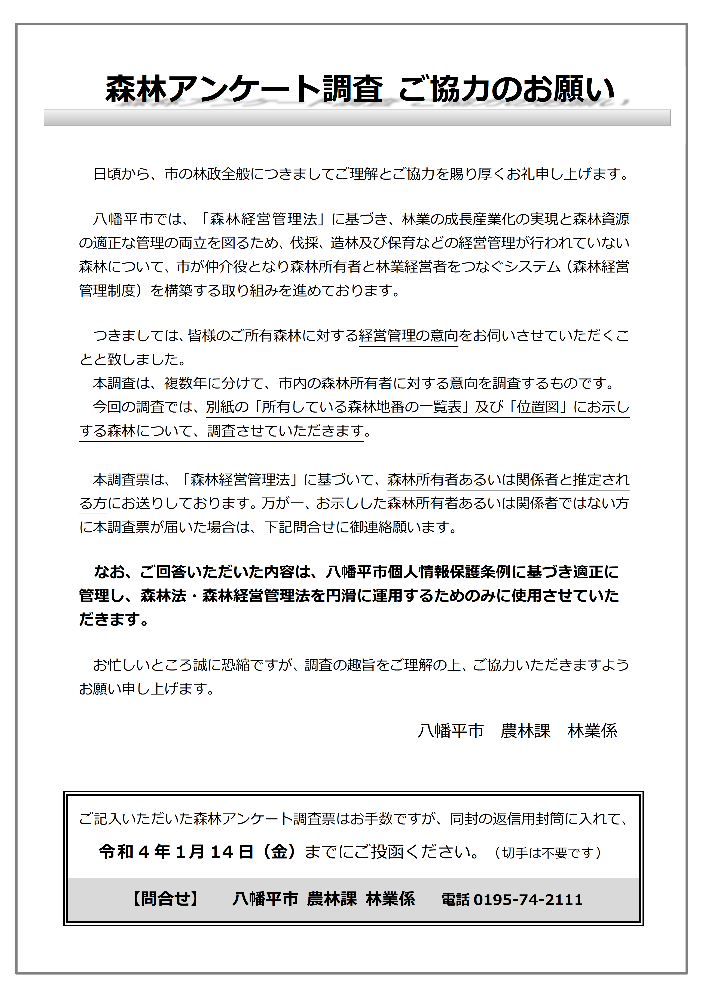 森林アンケート調査 ご協力のお願い
日頃から、市の林政全般につきましてご理解とご協力を賜り厚くお礼申し上げます。
八幡平市では、「森林経営管理法」に基づき、林業の成長産業化の実現と森林資源
の適正な管理の両立を図るため、伐採、造林及び保育などの経営管理が行われていない
森林について、市が仲介役となり森林所有者と林業経営者をつなぐシステム（森林経営
管理制度）を構築する取り組みを進めております。
つきましては、皆様のご所有森林に対する経営管理の意向をお伺いさせていただくこ
とと致しました。
本調査は、複数年に分けて、市内の森林所有者に対する意向を調査するものです。
今回の調査では、別紙の「所有している森林地番の一覧表」及び「位置図」にお示し
する森林について、調査させていただきます。
本調査票は、「森林経営管理法」に基づいて、森林所有者あるいは関係者と推定され
る方にお送りしております。万が一、お示しした森林所有者あるいは関係者ではない方
に本調査票が届いた場合は、下記問合せに御連絡願います。
なお、ご回答いただいた内容は、八幡平市個人情報保護条例に基づき適正に
管理し、森林法・森林経営管理法を円滑に運用するためのみに使用させていた
だきます。
お忙しいところ誠に恐縮ですが、調査の趣旨をご理解の上、ご協力いただきますよう
お願い申し上げます。
八幡平市　農林課　林業係
ご記入いただいた森林アンケート調査票はお手数ですが、同封の返信用封筒に入れて、
令和４年１月14日（金）までにご投函ください。（切手は不要です）
【問合せ】　八幡平市 農林課 林業係　電話 0195-74-2111